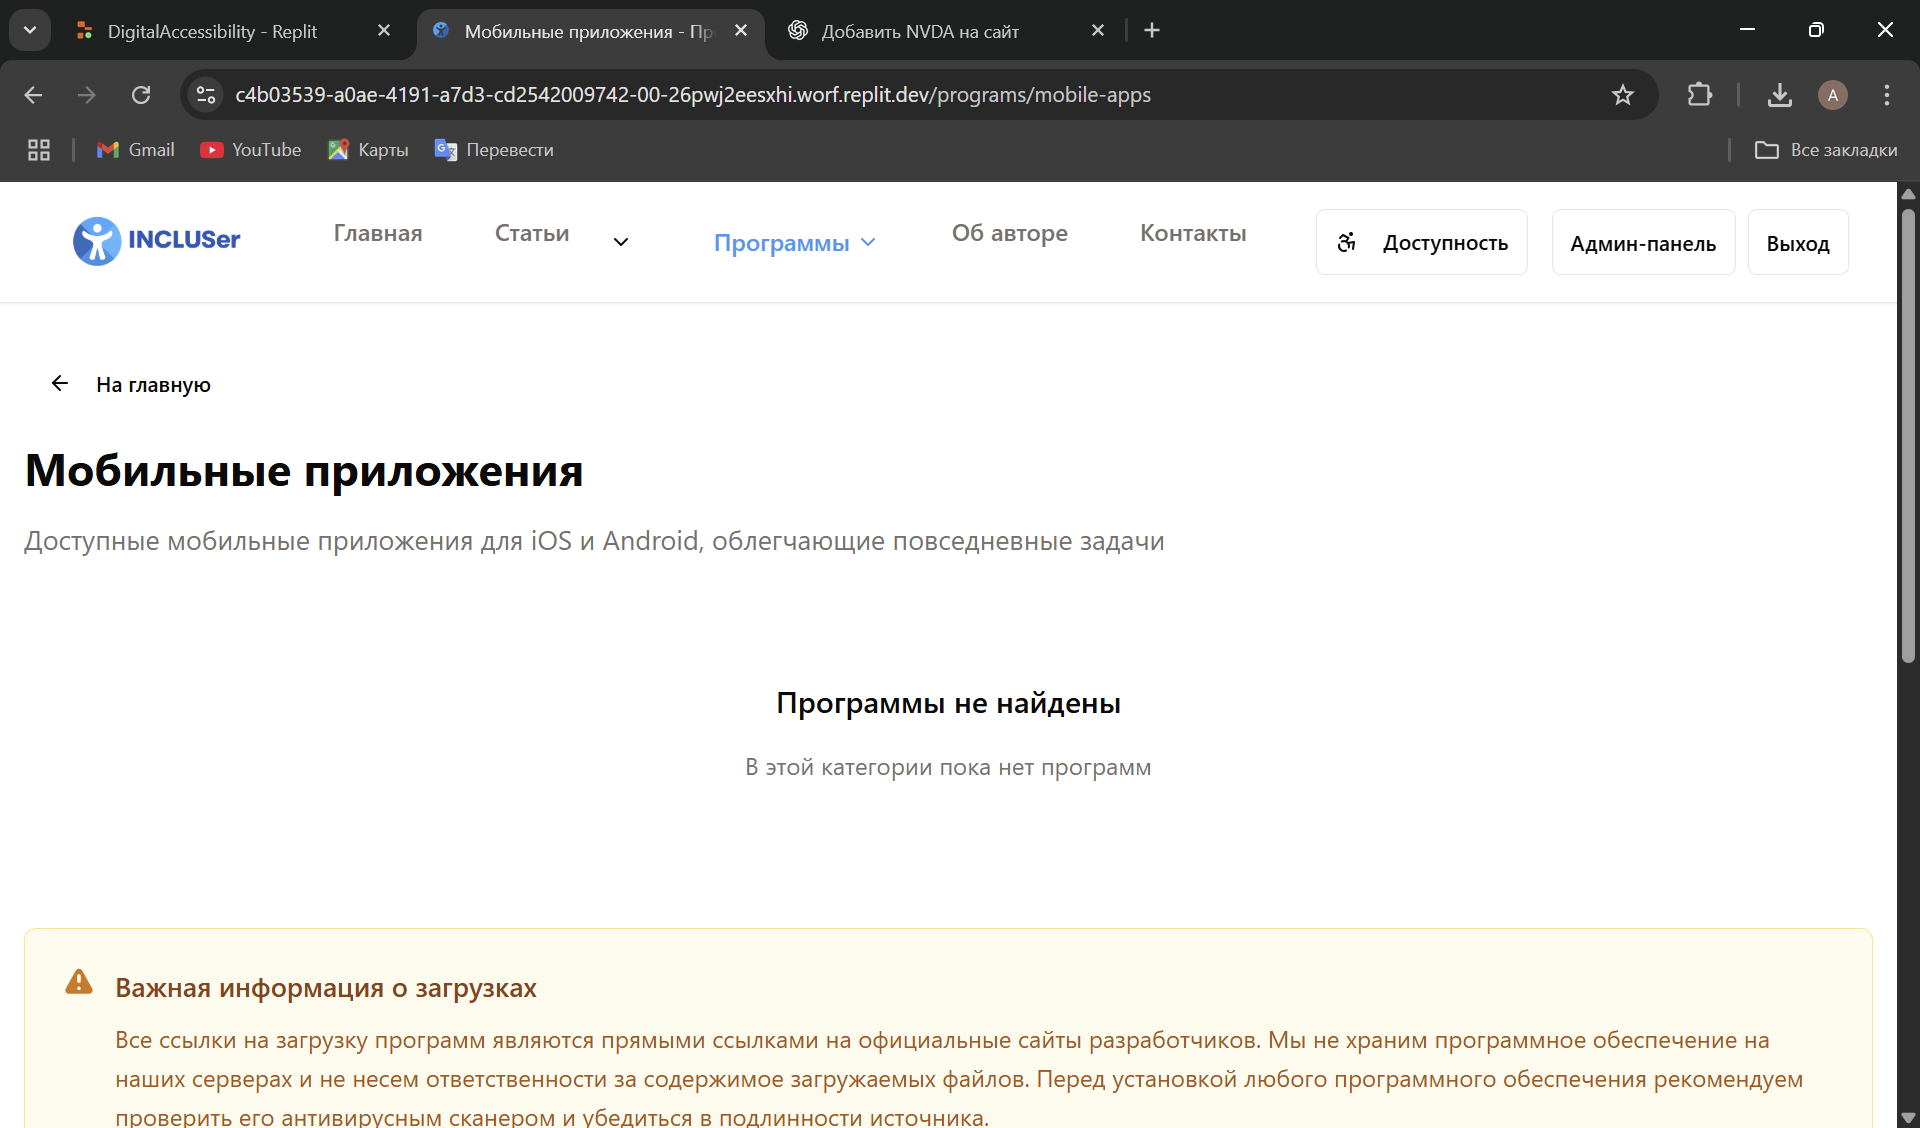 DigitalAccessibility - Replit
Мобильные приложения - Пр
Добавить NVDA на сайт
c4b03539-a0ae-4191-a7d3-cd2542009742-00-26pwj2eesxhi.worf.replit.dev/programs/mobile-apps
A
Gmail
YouTube
Карты
Перевести
Все закладки
INCLUSer
Главная
Статьи
Программы
Об авторе
Контакты
Доступность
Админ-панель
Выход
На главную
Мобильные приложения
Доступные мобильные приложения для iOS и Android, облегчающие повседневные задачи
Программы не найдены
В этой категории пока нет программ
Важная информация о загрузках
Все ссылки на загрузку программ являются прямыми ссылками на официальные сайты разработчиков. Мы не храним программное обеспечение на
наших серверах и не несем ответственности за содержимое загружаемых файлов. Перед установкой любого программного обеспечения рекомендуем
проверить его антивирусным сканером и убедиться в подлинности источника.